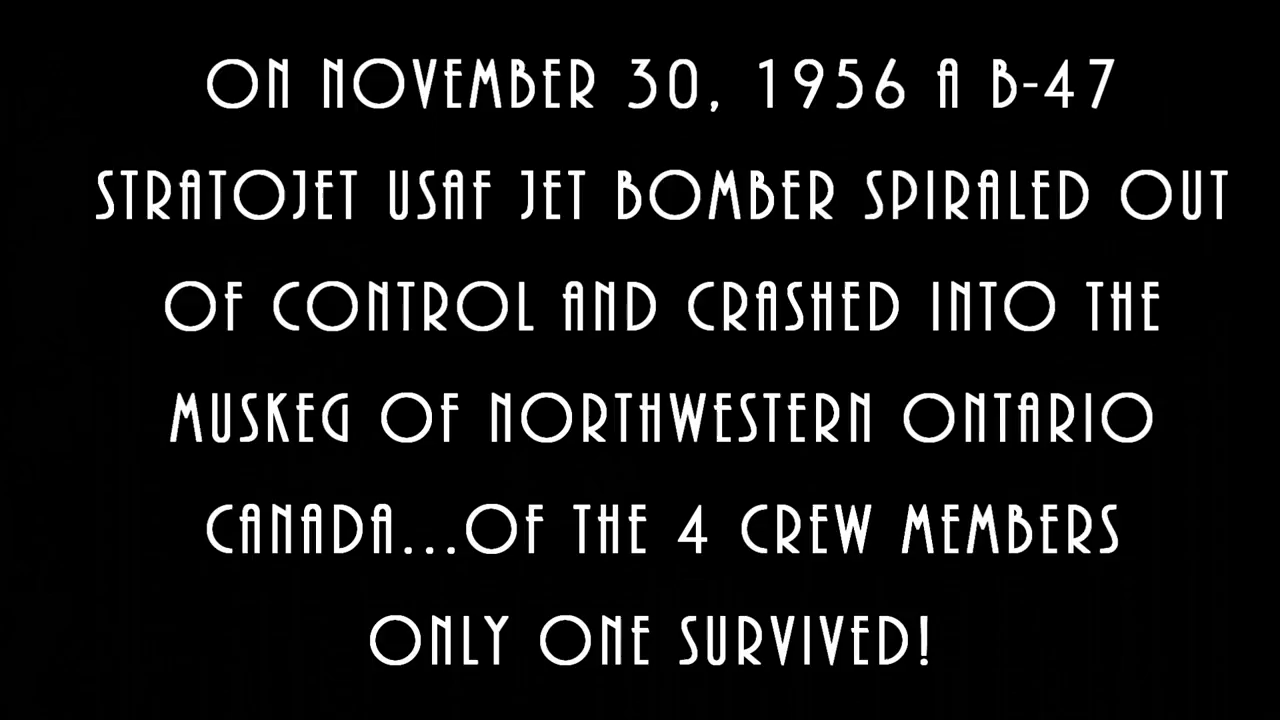 ON NOVEMBER 30, 1956 A B-47
STRATOJET USAF JET BOMBER SPIRALED OUT
OF CONTROL AND CRASHED INTO THE
MUSKEG OF NORTHWESTERN ONTARIO
CANADA...OF THE 4 CREW MEMBERS
ONLY ONE SURVIVED!